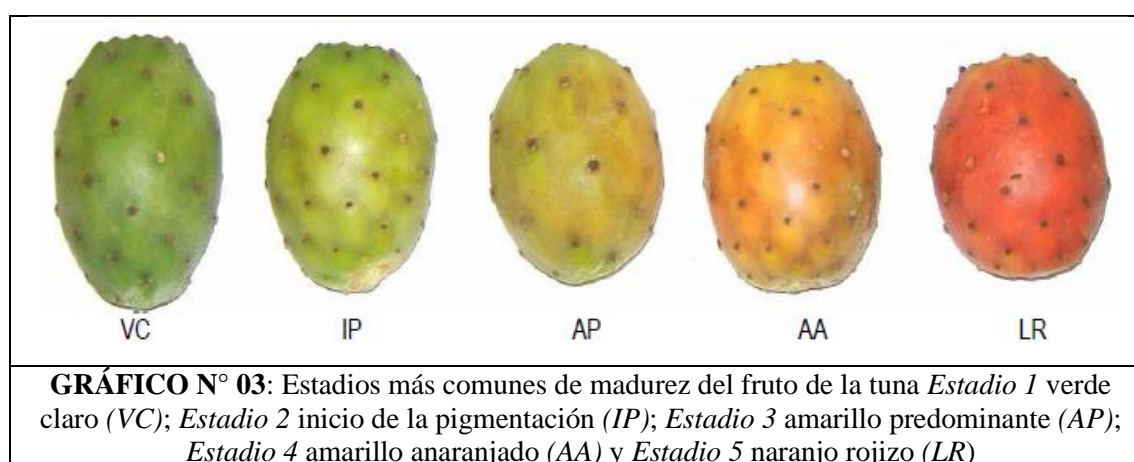 VC IP AP AA LR
GRÁFICO N° 03: Estadios más comunes de madurez del fruto de la tuna Estadio 1 verde
claro (VC); Estadio 2 inicio de la pigmentación (IP); Estadio 3 amarillo predominante (AP);
Estadio 4 amarillo anaranjado (AA) y Estadio 5 naranjo rojizo (LR)